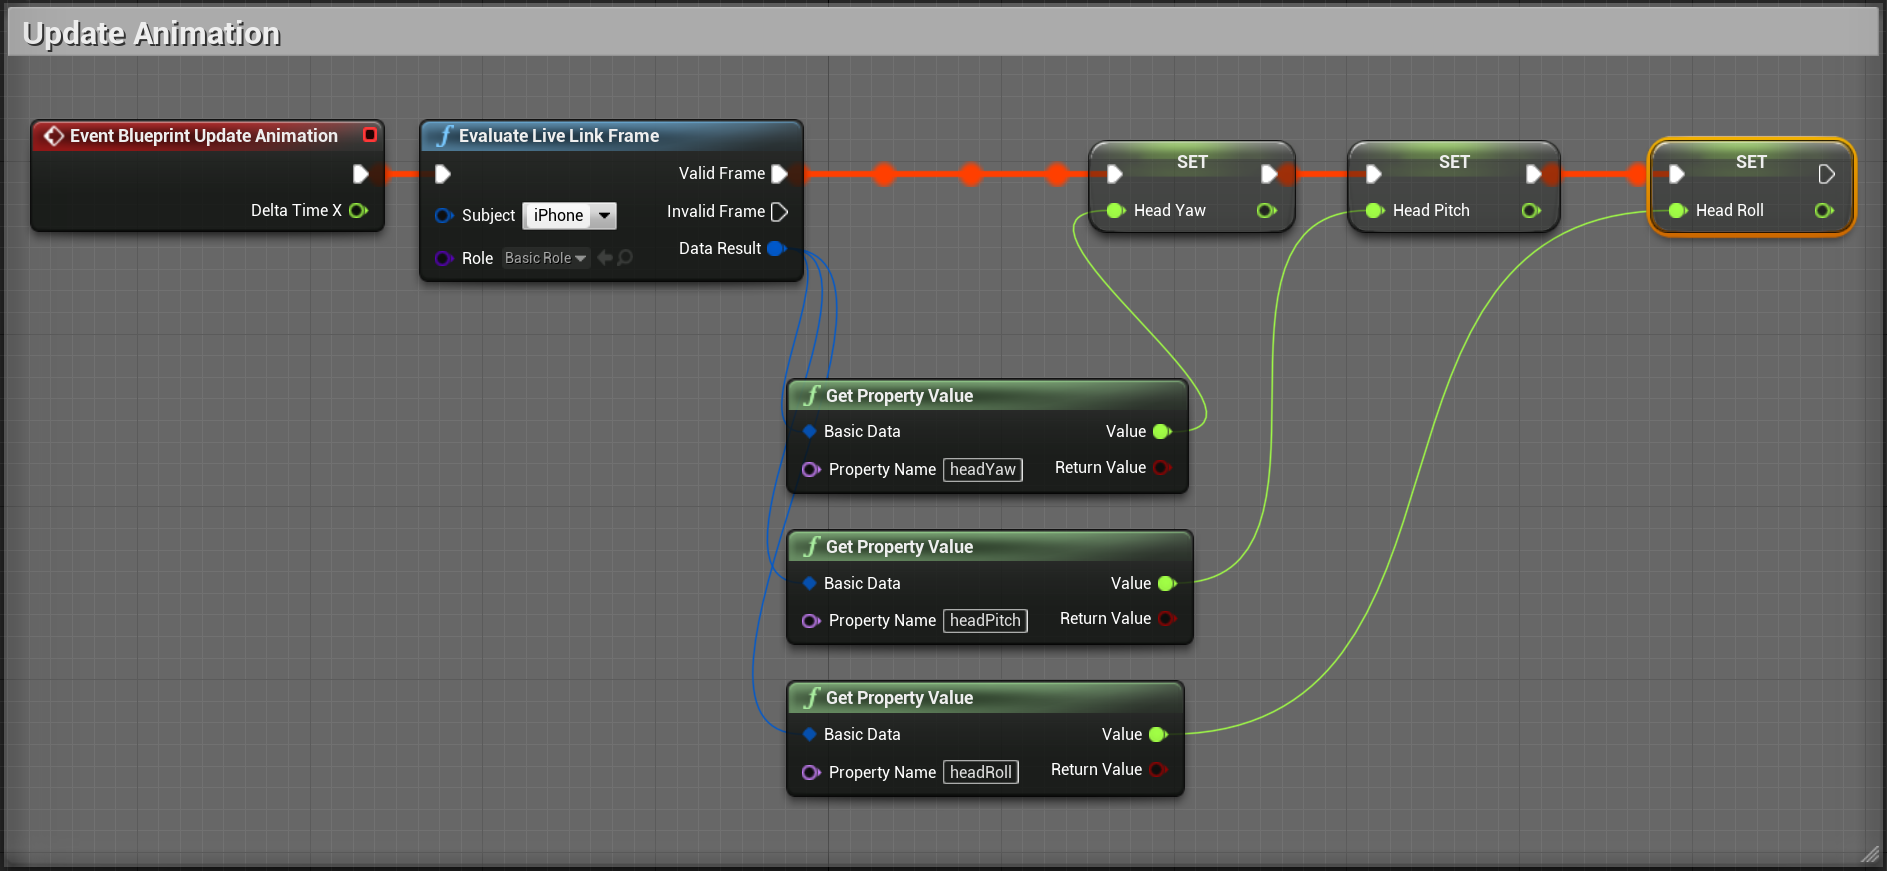 Update Animation
Event Blueprint Update Animation
Delta Time X
Evaluate Live Link Frame
Valid Frame
Subject iPhone
Invalid Frame
Role Basic Role
Data Result
SET
Head Yaw
SET
Head Pitch
SET
Head Roll
Get Property Value
Basic Data Value
Property Name headYaw Return Value
Get Property Value
Basic Data Value
Property Name headPitch Return Value
Get Property Value
Basic Data Value
Property Name headRoll Return Value